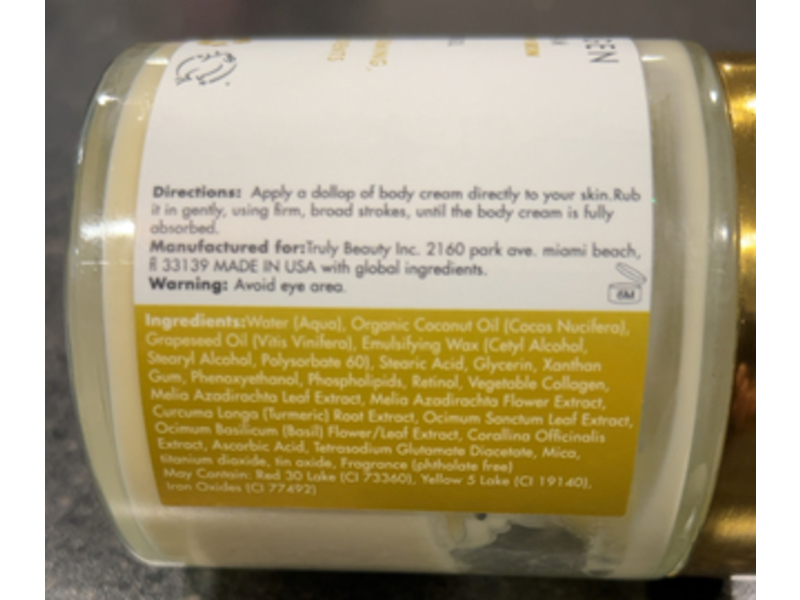 GEN
Directions: Apply a dollop of body cream directly to your skin.Rub
it in gently, using firm, broad strokes, until the body cream is fully
absorbed.
Manufactured for:Truly Beauty Inc. 2160 park ave. miami beach,
fl 33139 MADE IN USA with global ingredients.
Warning: Avoid eye area.
6M
Ingredients:Water (Aqua), Organic Coconut Oil (Cocos Nucifera),
Grapeseed Oil (Vitis Vinifera), Emulsifying Wax (Cetyl Alcohol,
Stearyl Alcohol, Polysorbate 60), Stearic Acid, Glycerin, Xanthan
Gum, Phenoxyethanol, Phospholipids, Retinol, Vegetable Collagen,
Melia Azadirachta Leaf Extract, Melia Azadirachta Flower Extract,
Curcuma Longa (Turmeric) Root Extract, Ocimum Sanctum Leaf Extract,
Ocimum Basilicum (Basil) Flower/Leaf Extract, Corallina Officinalis
Extract, Ascorbic Acid, Tetrasodium Glutamate Diacetate, Mica,
titanium dioxide, tin oxide, Fragrance (phthalate free)
May Contain: Red 30 Lake (CI 73360), Yellow 5 Lake (CI 19140),
Iron Oxides (CI 77492)